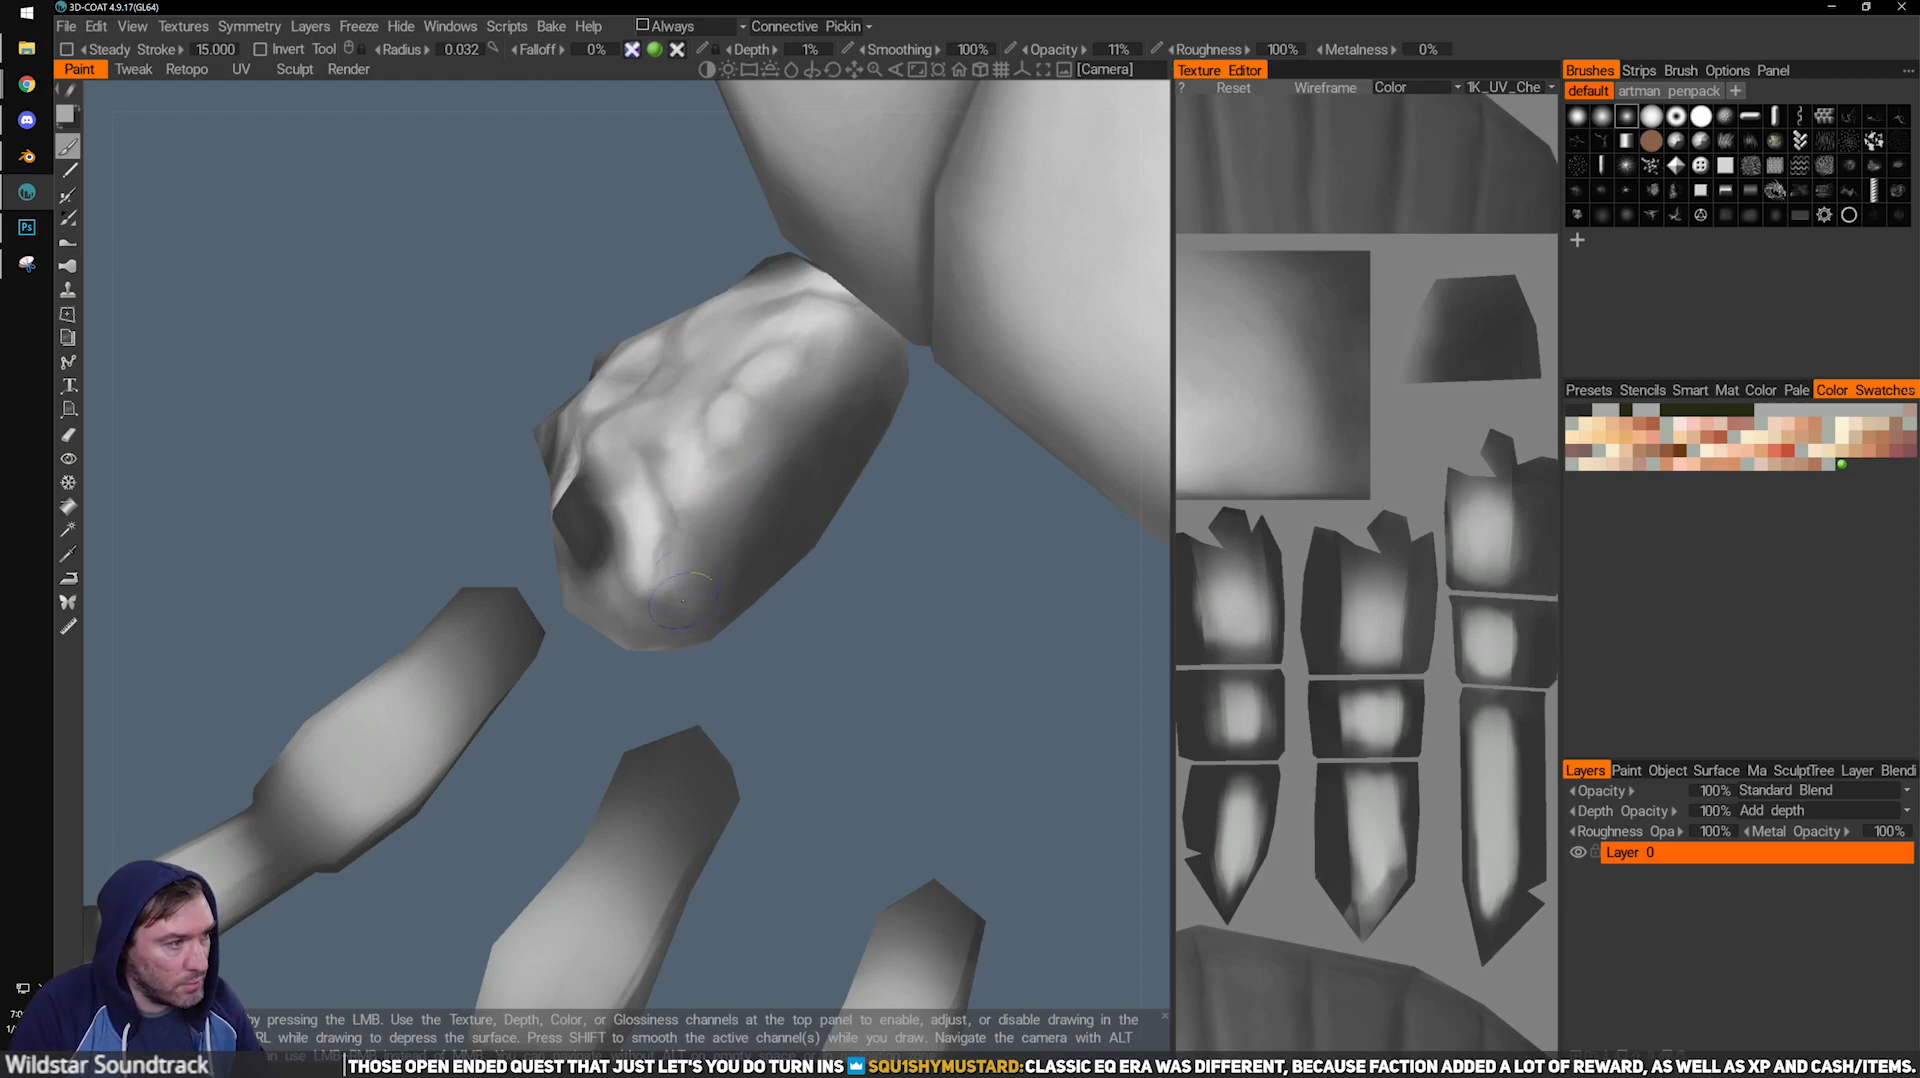 3D-COAT 4.9.17(GL64)
File Edit View Textures Symmetry Layers Freeze Hide Windows Scripts Bake Help Always Connective Pickin
Steady Stroke 15.000 Invert Tool Radius 0.032 Falloff 0% Depth 1% Smoothing 100% Opacity 11% Roughness 100% Metalness 0%
Paint Tweak Retopo UV Sculpt Render [Camera] Texture Editor
? Reset Wireframe Color 1K_UV_Che
Brushes Strips Brush Options Panel
default artman penpack +
Presets Stencils Smart Mat Color Pale Color Swatches
Layers Paint Object Surface Ma SculptTree Layer Blendi
Opacity 100% Standard Blend
Depth Opacity 100% Add depth
Roughness Opa 100% Metal Opacity 100%
Layer 0
by pressing the LMB. Use the Texture, Depth, Color, or Glossiness channels at the top panel to enable, adjust, or disable drawing in the
RL while drawing to depress the surface. Press SHIFT to smooth the active channel(s) while you draw. Navigate the camera with ALT
Wildstar Soundtrack
THOSE OPEN ENDED QUEST THAT JUST LET'S YOU DO TURN INS SQU1SHYMUSTARD: CLASSIC EQ ERA WAS DIFFERENT, BECAUSE FACTION ADDED A LOT OF REWARD, AS WELL AS XP AND CASH/ITEMS.